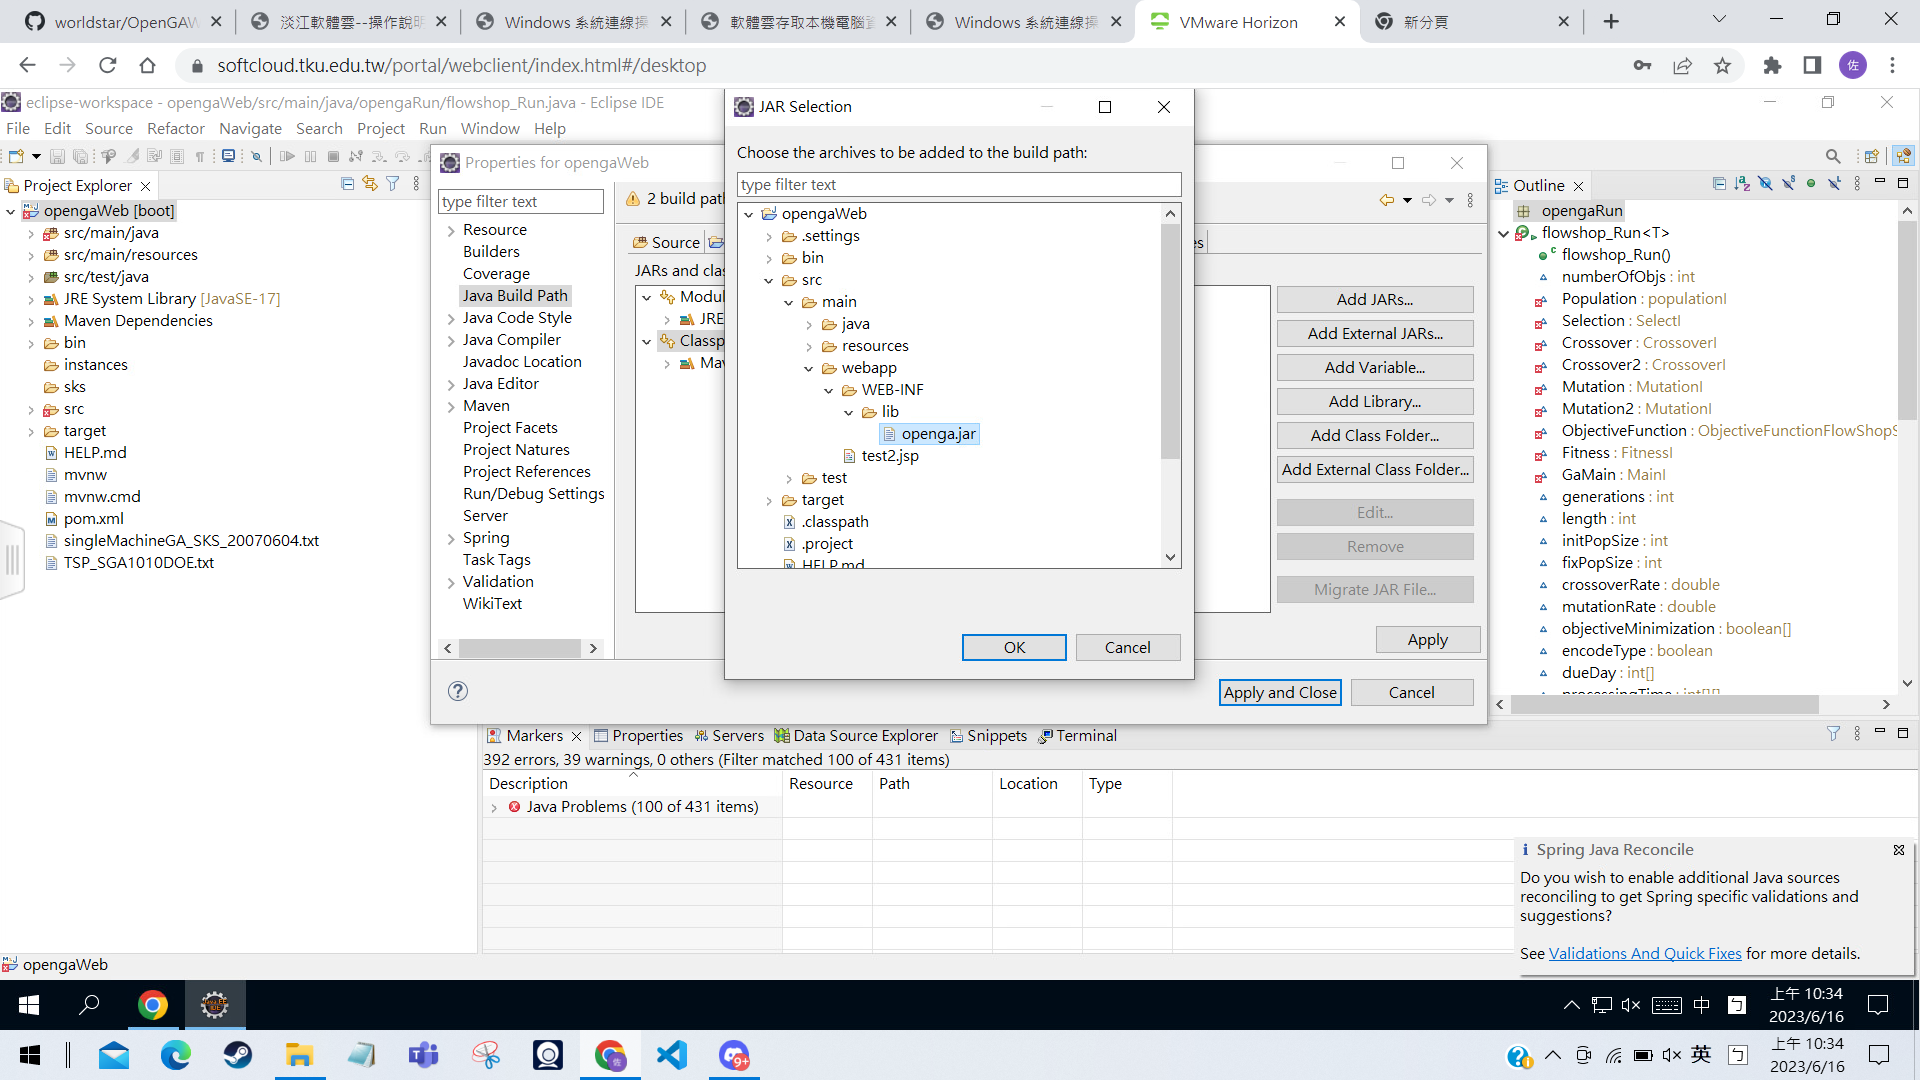 worldstar/OpenGAW
淡江軟體雲--操作說明
Windows 系統連線操
軟體雲存取本機電腦資
Windows 系統連線操
VMware Horizon
新分頁
softcloud.tku.edu.tw/portal/webclient/index.html#/desktop
佐
eclipse-workspace - opengaWeb/src/main/java/opengaRun/flowshop_Run.java - Eclipse IDE
File Edit Source Refactor Navigate Search Project Run Window Help
Project Explorer
opengaWeb [boot]
src/main/java
src/main/resources
src/test/java
JRE System Library [JavaSE-17]
Maven Dependencies
bin
instances
sks
src
target
HELP.md
mvnw
mvnw.cmd
pom.xml
singleMachineGA_SKS_20070604.txt
TSP_SGA1010DOE.txt
Properties for opengaWeb
type filter text
Resource
Builders
Coverage
Java Build Path
Java Code Style
Java Compiler
Javadoc Location
Java Editor
Maven
Project Facets
Project Natures
Project References
Run/Debug Settings
Server
Spring
Task Tags
Validation
WikiText
2 build pat
Source
es
JARs and clas
Modul
JRE
Classp
Mav
Add JARs...
Add External JARs...
Add Variable...
Add Library...
Add Class Folder...
Add External Class Folder...
Edit...
Remove
Migrate JAR File...
Apply
Apply and Close
Cancel
JAR Selection
Choose the archives to be added to the build path:
type filter text
opengaWeb
.settings
bin
src
main
java
resources
webapp
WEB-INF
lib
openga.jar
test2.jsp
test
target
.classpath
.project
HELP.md
OK
Cancel
Outline
opengaRun
flowshop_Run<T>
flowshop_Run()
numberOfObjs : int
Population : populationI
Selection : SelectI
Crossover : CrossoverI
Crossover2 : CrossoverI
Mutation : MutationI
Mutation2 : MutationI
ObjectiveFunction : ObjectiveFunctionFlowShopS
Fitness : FitnessI
GaMain : MainI
generations : int
length : int
initPopSize : int
fixPopSize : int
crossoverRate : double
mutationRate : double
objectiveMinimization : boolean[]
encodeType : boolean
dueDay : int[]
processingTime : int[][]
Markers
Properties
Servers
Data Source Explorer
Snippets
Terminal
392 errors, 39 warnings, 0 others (Filter matched 100 of 431 items)
Description Resource Path Location Type
Java Problems (100 of 431 items)
Spring Java Reconcile
Do you wish to enable additional Java sources
reconciling to get Spring specific validations and
suggestions?
See Validations And Quick Fixes for more details.
opengaWeb
中
上午 10:34
2023/6/16
9+
英
上午 10:34
2023/6/16